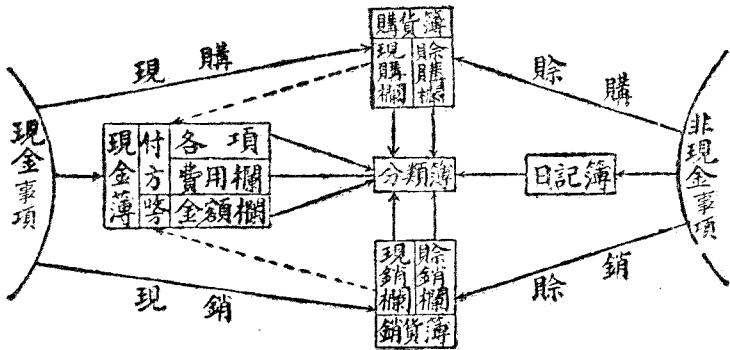 購貨簿
現購欄
賒購欄
現購
賒購
現金事項
現金薄
付方
各項
費用欄
金額欄
分類簿
日記簿
非現金事項
現銷欄
賒銷欄
銷貨簿
現銷
賒銷